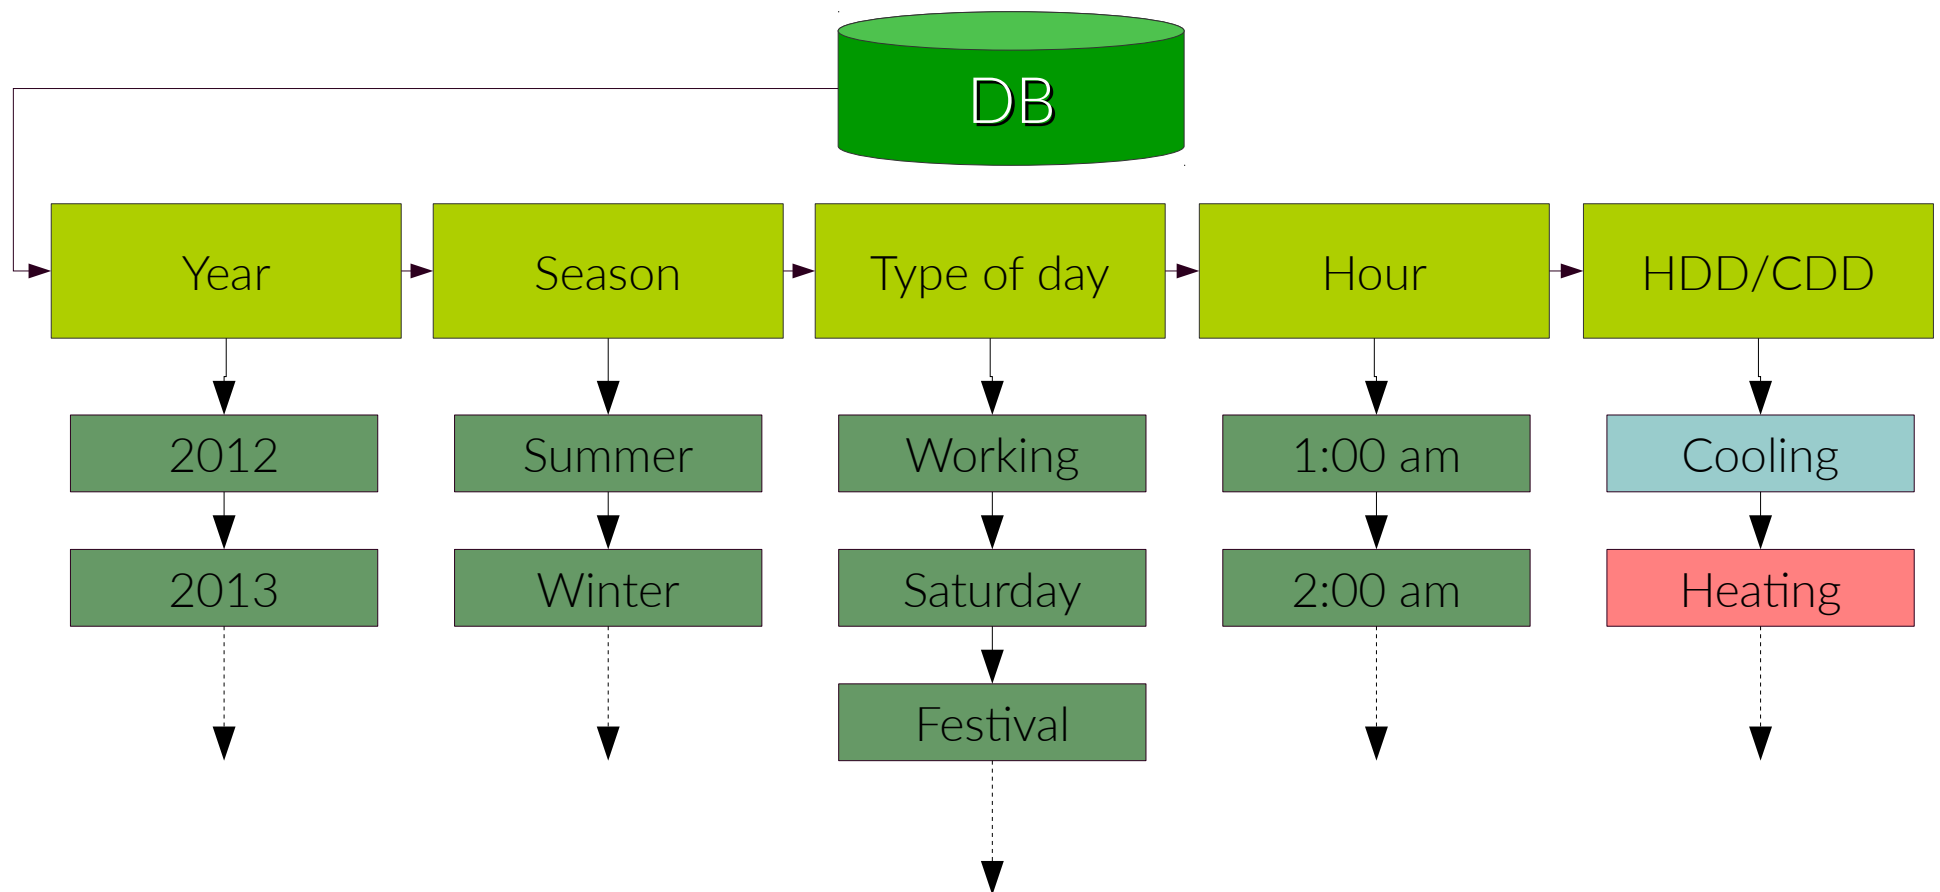 DB
Year
Season
Type of day
Hour
HDD/CDD
2012
Summer
Working
1:00 am
Cooling
2013
Winter
Saturday
2:00 am
Heating
Festival